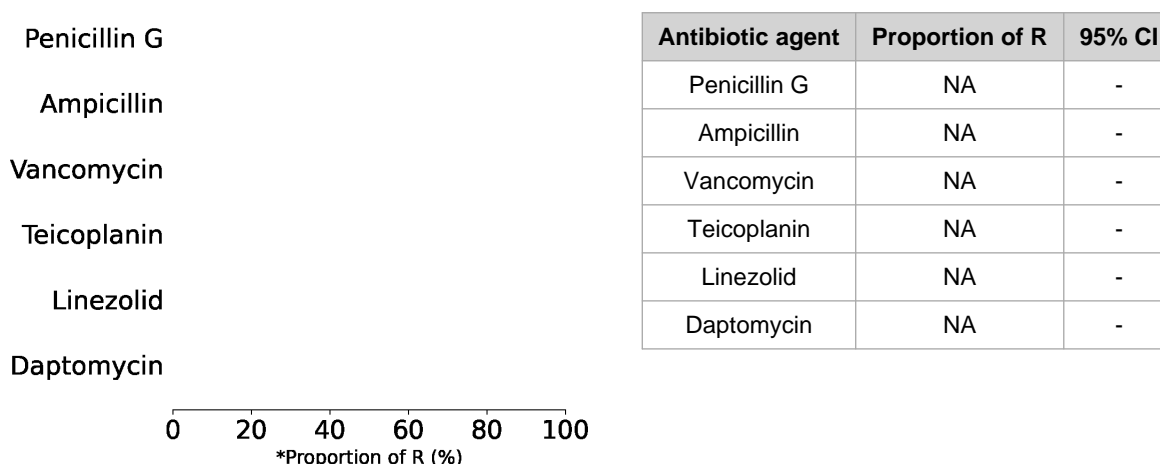 Penicillin G
Ampicillin
Vancomycin
Teicoplanin
Linezolid
Daptomycin
0 20 40 60 80 100
*Proportion of R (%)
Antibiotic agent Proportion of R 95% CI
Penicillin G NA -
Ampicillin NA -
Vancomycin NA -
Teicoplanin NA -
Linezolid NA -
Daptomycin NA -